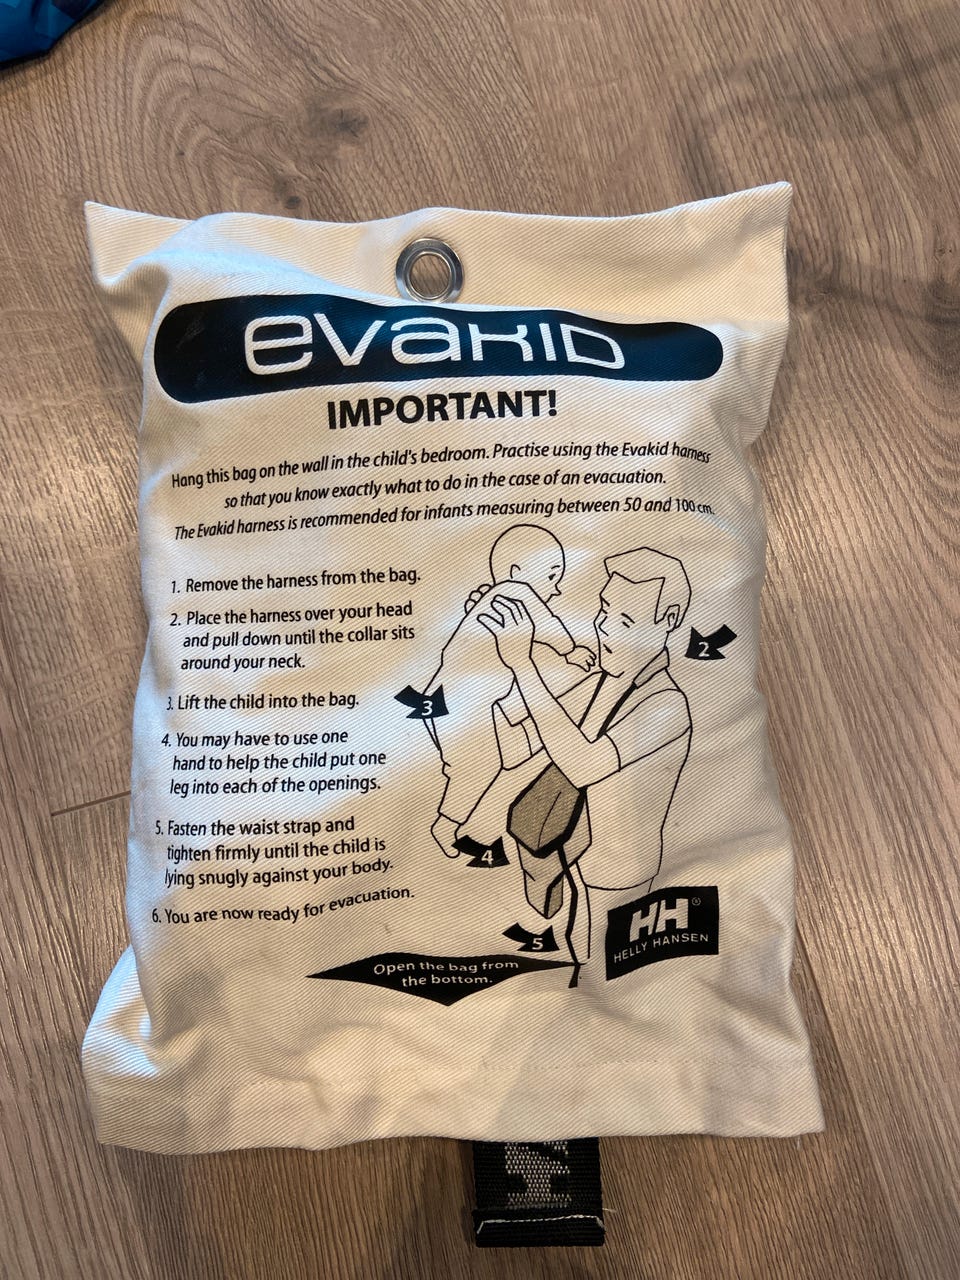 evakid
IMPORTANT!
Hang this bag on the wall in the child's bedroom. Practise using the Evakid harness
so that you know exactly what to do in the case of an evacuation.
The Evakid harness is recommended for infants measuring between 50 and 100 cm.
1. Remove the harness from the bag.
2. Place the harness over your head
and pull down until the collar sits
around your neck.
3. Lift the child into the bag.
4. You may have to use one
hand to help the child put one
leg into each of the openings.
5. Fasten the waist strap and
tighten firmly until the child is
lying snugly against your body.
6. You are now ready for evacuation.
2
3
4
5
HH®
HELLY HANSEN
Open the bag from
the bottom.